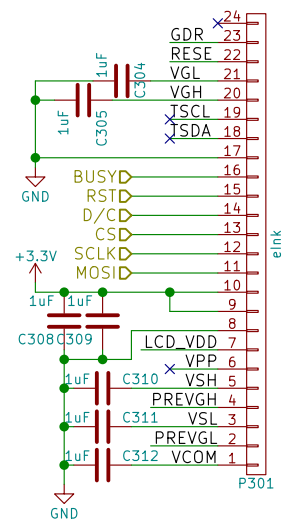 24
GDR 23
RESE 22
1uF C304 VGL 21
1uF C305 VGH 20
TSCL 19
TSDA 18
17
GND
BUSY 16
RST 15
D/C 14
CS 13
SCLK 12
MOSI 11
+3.3V
10
1uF 1uF
9
C308 C309
8
LCD_VDD 7
VPP 6
1uF C310 VSH 5
PREVGH 4
1uF C311 VSL 3
PREVGL 2
1uF C312 VCOM 1
eInk
P301
GND